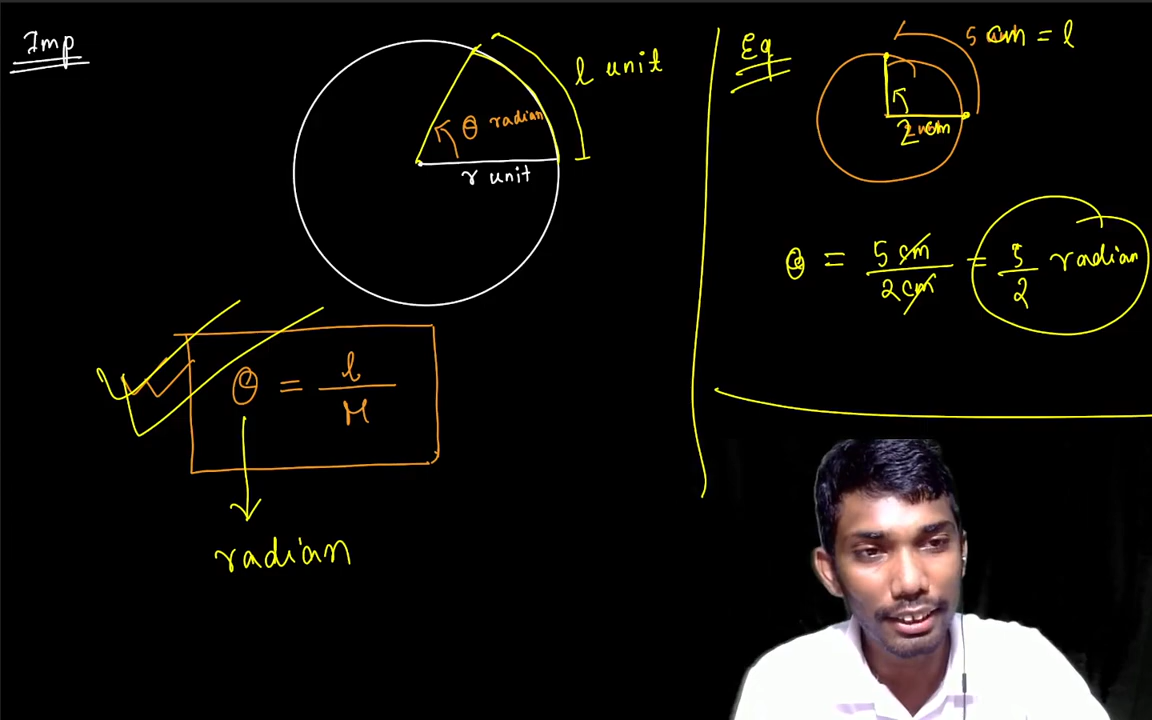 Imp
l unit
θ radian
r unit
θ = l / r
radian
Eg
5 cm = l
2 cm
θ = 5 cm / 2 cm = 5 / 2 radian